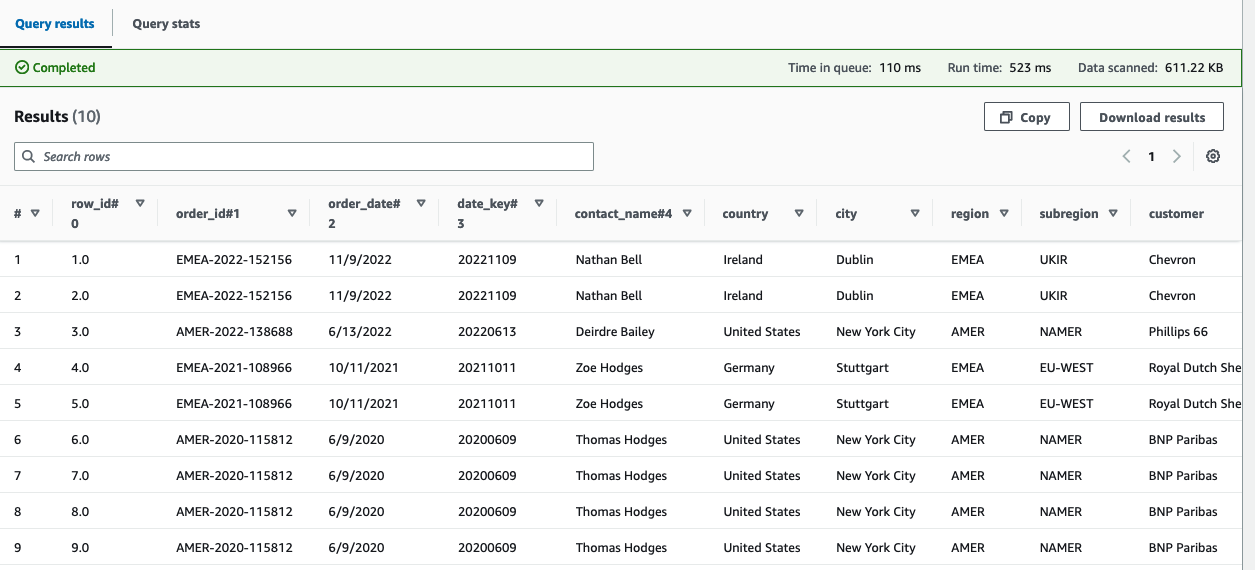 Query results Query stats
Completed Time in queue: 110 ms Run time: 523 ms Data scanned: 611.22 KB
Results (10) Copy Download results
Search rows 1
# row_id#0 order_id#1 order_date#2 date_key#3 contact_name#4 country city region subregion customer
1 1.0 EMEA-2022-152156 11/9/2022 20221109 Nathan Bell Ireland Dublin EMEA UKIR Chevron
2 2.0 EMEA-2022-152156 11/9/2022 20221109 Nathan Bell Ireland Dublin EMEA UKIR Chevron
3 3.0 AMER-2022-138688 6/13/2022 20220613 Deirdre Bailey United States New York City AMER NAMER Phillips 66
4 4.0 EMEA-2021-108966 10/11/2021 20211011 Zoe Hodges Germany Stuttgart EMEA EU-WEST Royal Dutch She
5 5.0 EMEA-2021-108966 10/11/2021 20211011 Zoe Hodges Germany Stuttgart EMEA EU-WEST Royal Dutch She
6 6.0 AMER-2020-115812 6/9/2020 20200609 Thomas Hodges United States New York City AMER NAMER BNP Paribas
7 7.0 AMER-2020-115812 6/9/2020 20200609 Thomas Hodges United States New York City AMER NAMER BNP Paribas
8 8.0 AMER-2020-115812 6/9/2020 20200609 Thomas Hodges United States New York City AMER NAMER BNP Paribas
9 9.0 AMER-2020-115812 6/9/2020 20200609 Thomas Hodges United States New York City AMER NAMER BNP Paribas